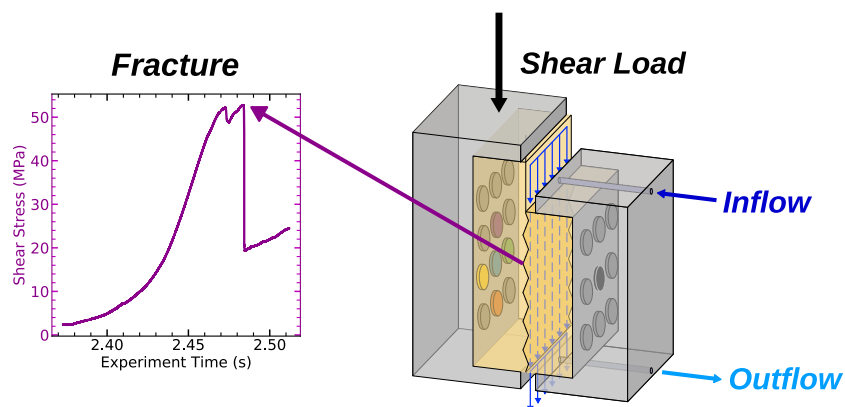 Fracture
Shear Load
50
40
30
20
10
0
Shear Stress (MPa)
2.40
2.45
2.50
Experiment Time (s)
Inflow
Outflow